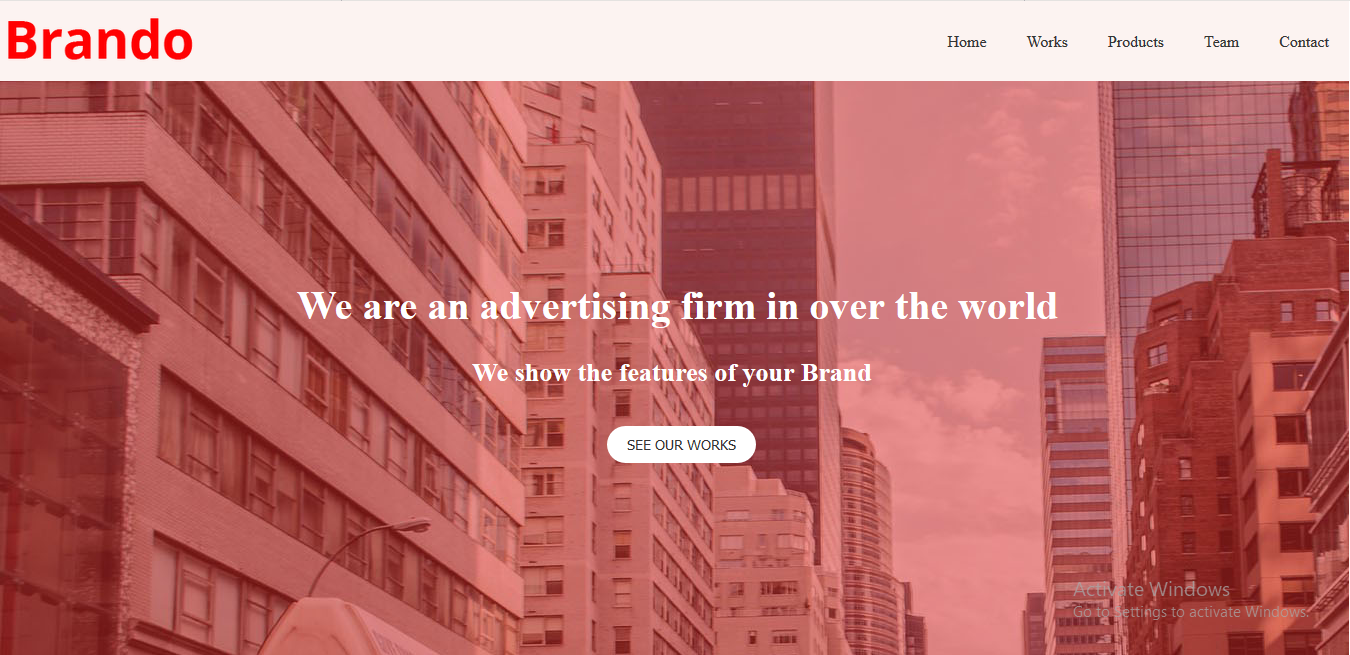 Brando
Home Works Products Team Contact
We are an advertising firm in over the world
We show the features of your Brand
SEE OUR WORKS
Activate Windows
Go to Settings to activate Windows.